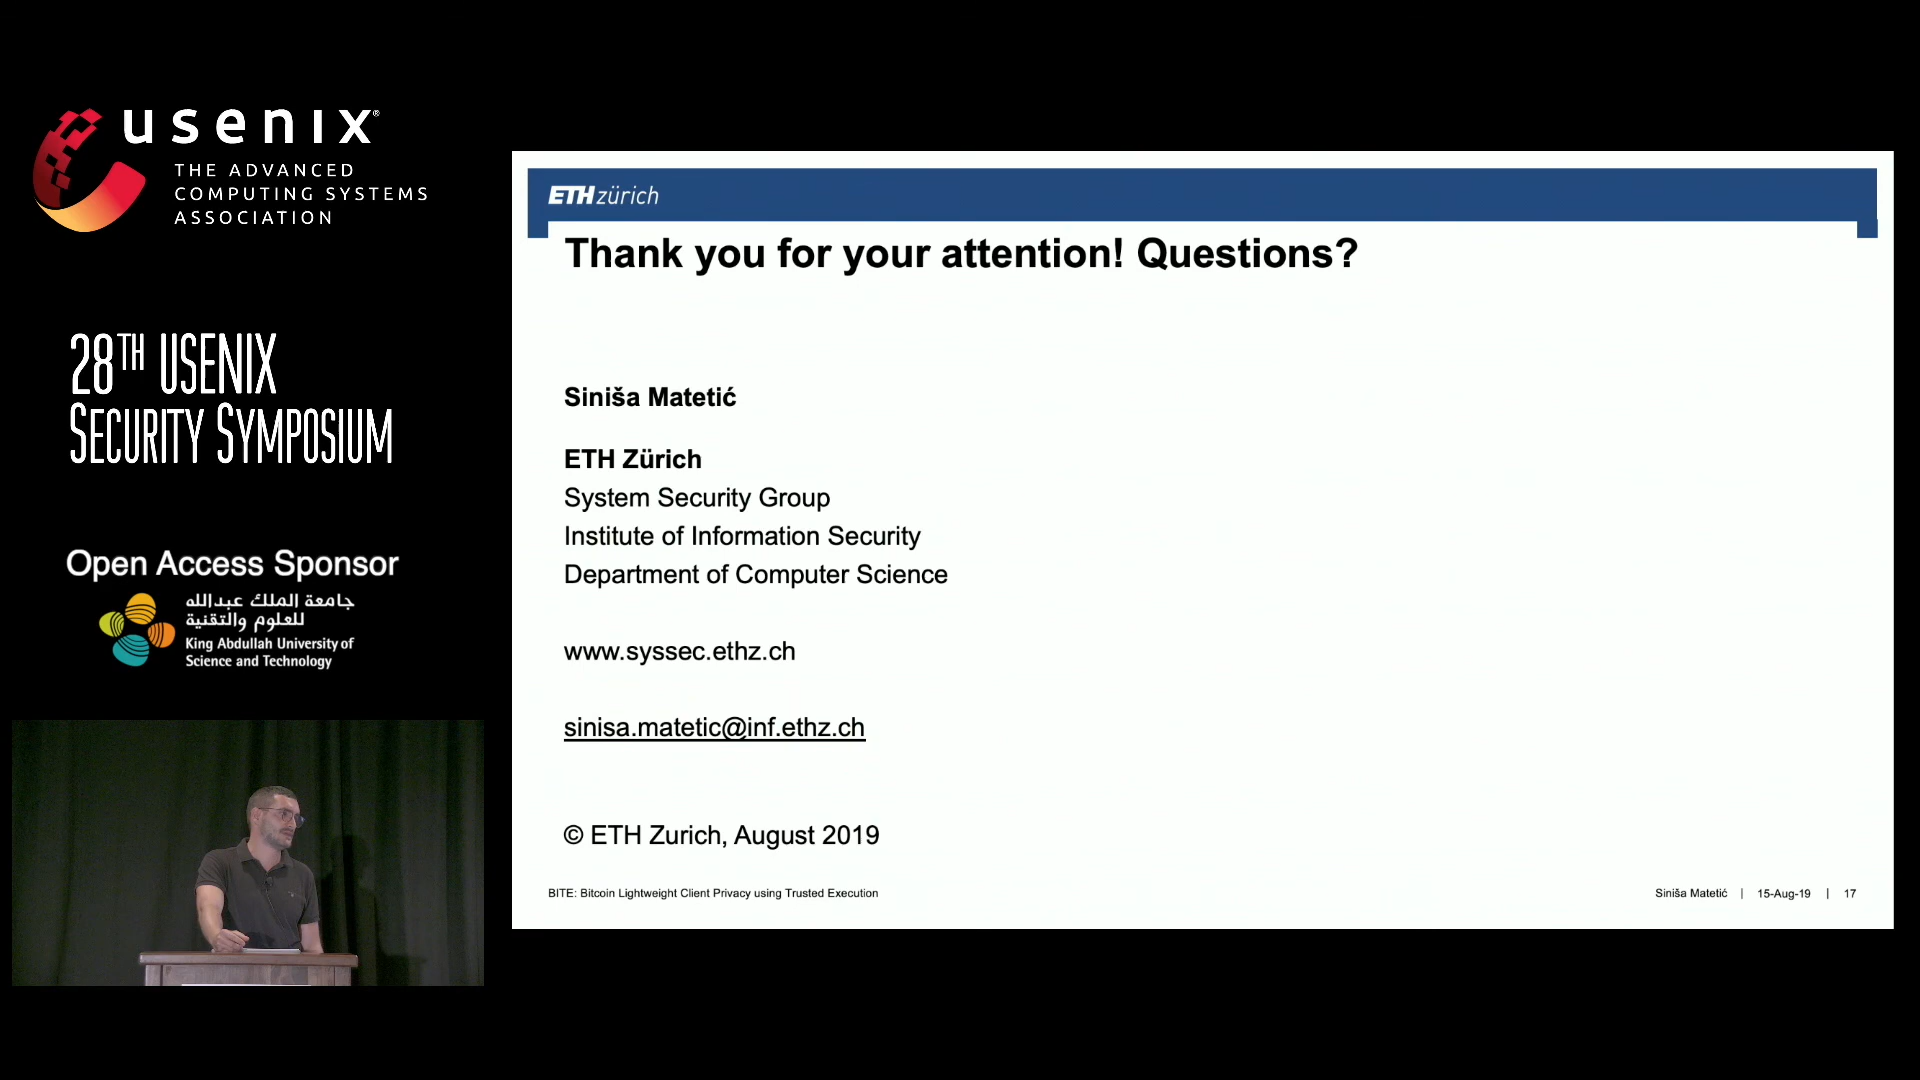 usenix®
THE ADVANCED
COMPUTING SYSTEMS
ASSOCIATION
28TH USENIX
SECURITY SYMPOSIUM
Open Access Sponsor
جامعة الملك عبدالله
للعلوم والتقنية
King Abdullah University of
Science and Technology
ETH zürich
Thank you for your attention! Questions?
Siniša Matetić
ETH Zürich
System Security Group
Institute of Information Security
Department of Computer Science
www.syssec.ethz.ch
sinisa.matetic@inf.ethz.ch
© ETH Zurich, August 2019
BITE: Bitcoin Lightweight Client Privacy using Trusted Execution
Siniša Matetić | 15-Aug-19 | 17